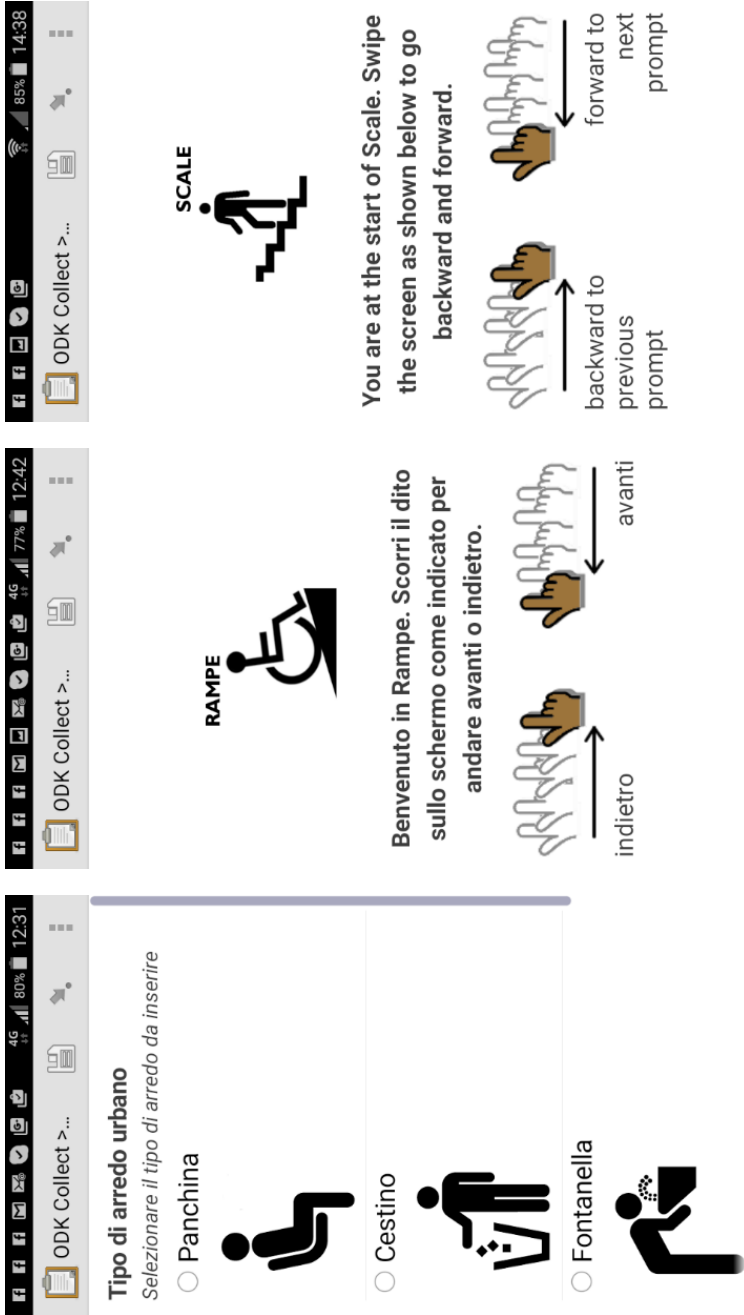 4G 80% 12:31
ODK Collect >...
Tipo di arredo urbano
Selezionare il tipo di arredo da inserire
Panchina
Cestino
Fontanella
4G 77% 12:42
ODK Collect >...
RAMPE
Benvenuto in Rampe. Scorri il dito
sullo schermo come indicato per
andare avanti o indietro.
indietro
avanti
85% 14:38
ODK Collect >...
SCALE
You are at the start of Scale. Swipe
the screen as shown below to go
backward and forward.
backward to
previous
prompt
forward to
next
prompt